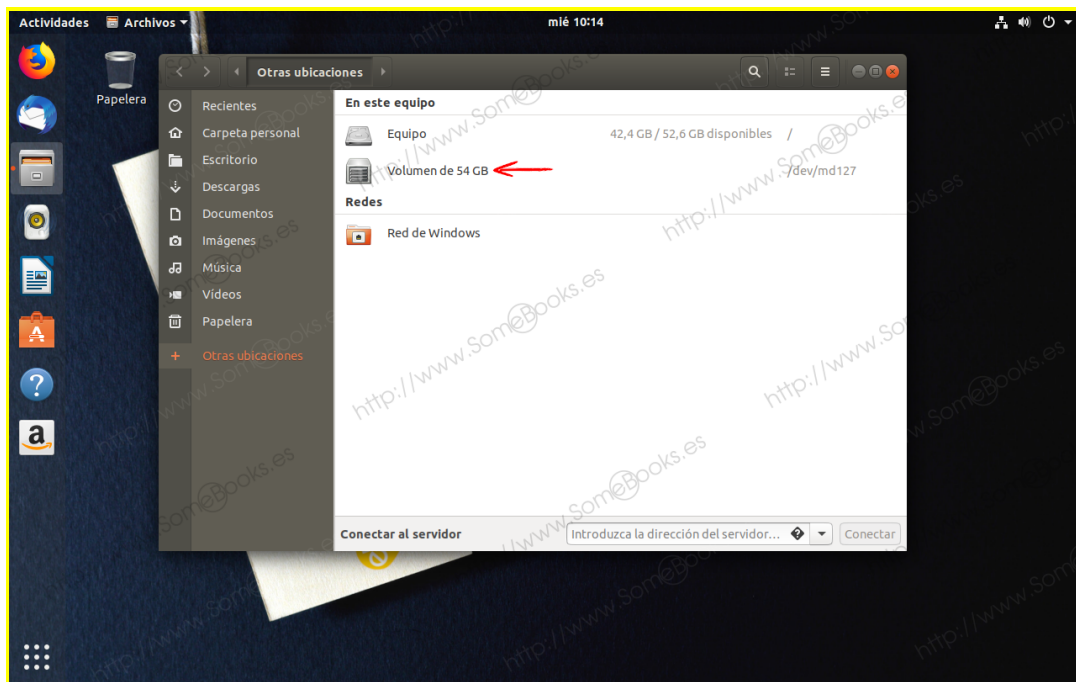 Actividades Archivos mié 10:14
Papelera
Otras ubicaciones
Recientes
Carpeta personal
Escritorio
Descargas
Documentos
Imágenes
Música
Vídeos
Papelera
+ Otras ubicaciones
En este equipo
Equipo 42,4 GB / 52,6 GB disponibles /
Volumen de 54 GB /dev/md127
Redes
Red de Windows
Conectar al servidor Introduzca la dirección del servidor... Conectar
a
?
http://www.SomeBooks.es